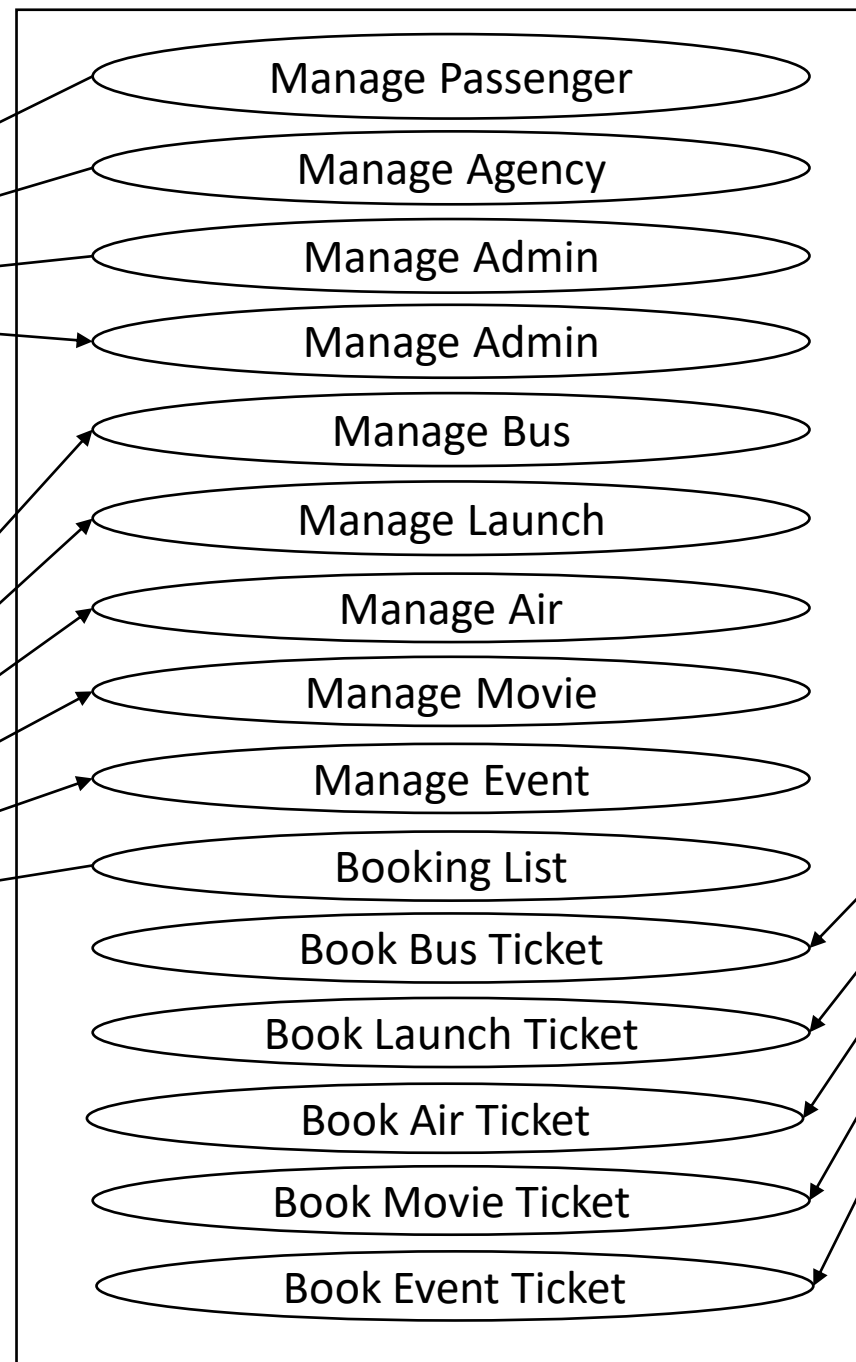 Manage Passenger
Manage Agency
Manage Admin
Manage Admin
Manage Bus
Manage Launch
Manage Air
Manage Movie
Manage Event
Booking List
Book Bus Ticket
Book Launch Ticket
Book Air Ticket
Book Movie Ticket
Book Event Ticket